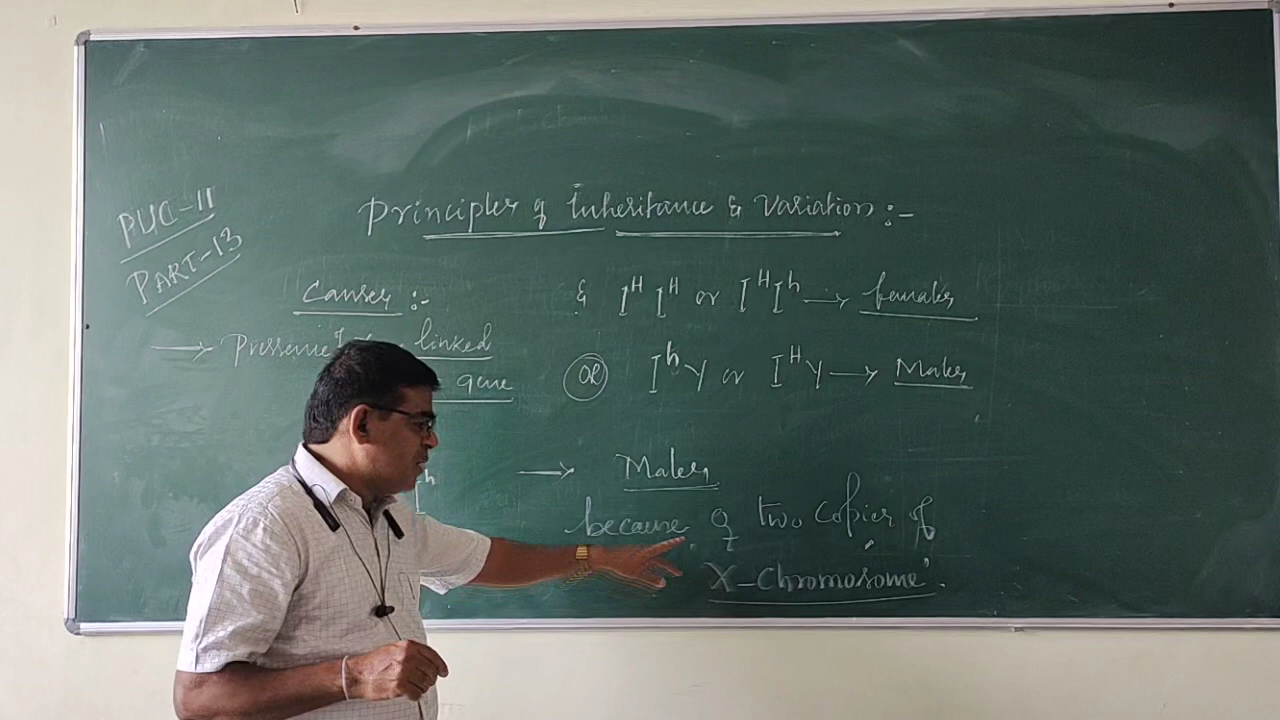 PUC-II
PART-13
Principles of Inheritance & Variation:-
Causes:-
→ Pressenie of linked
gene
& I^H I^H or I^H I^h → females
OR I^h Y or I^H Y → Males
I^h
→ Males
because of two copies of
X-Chromosome.